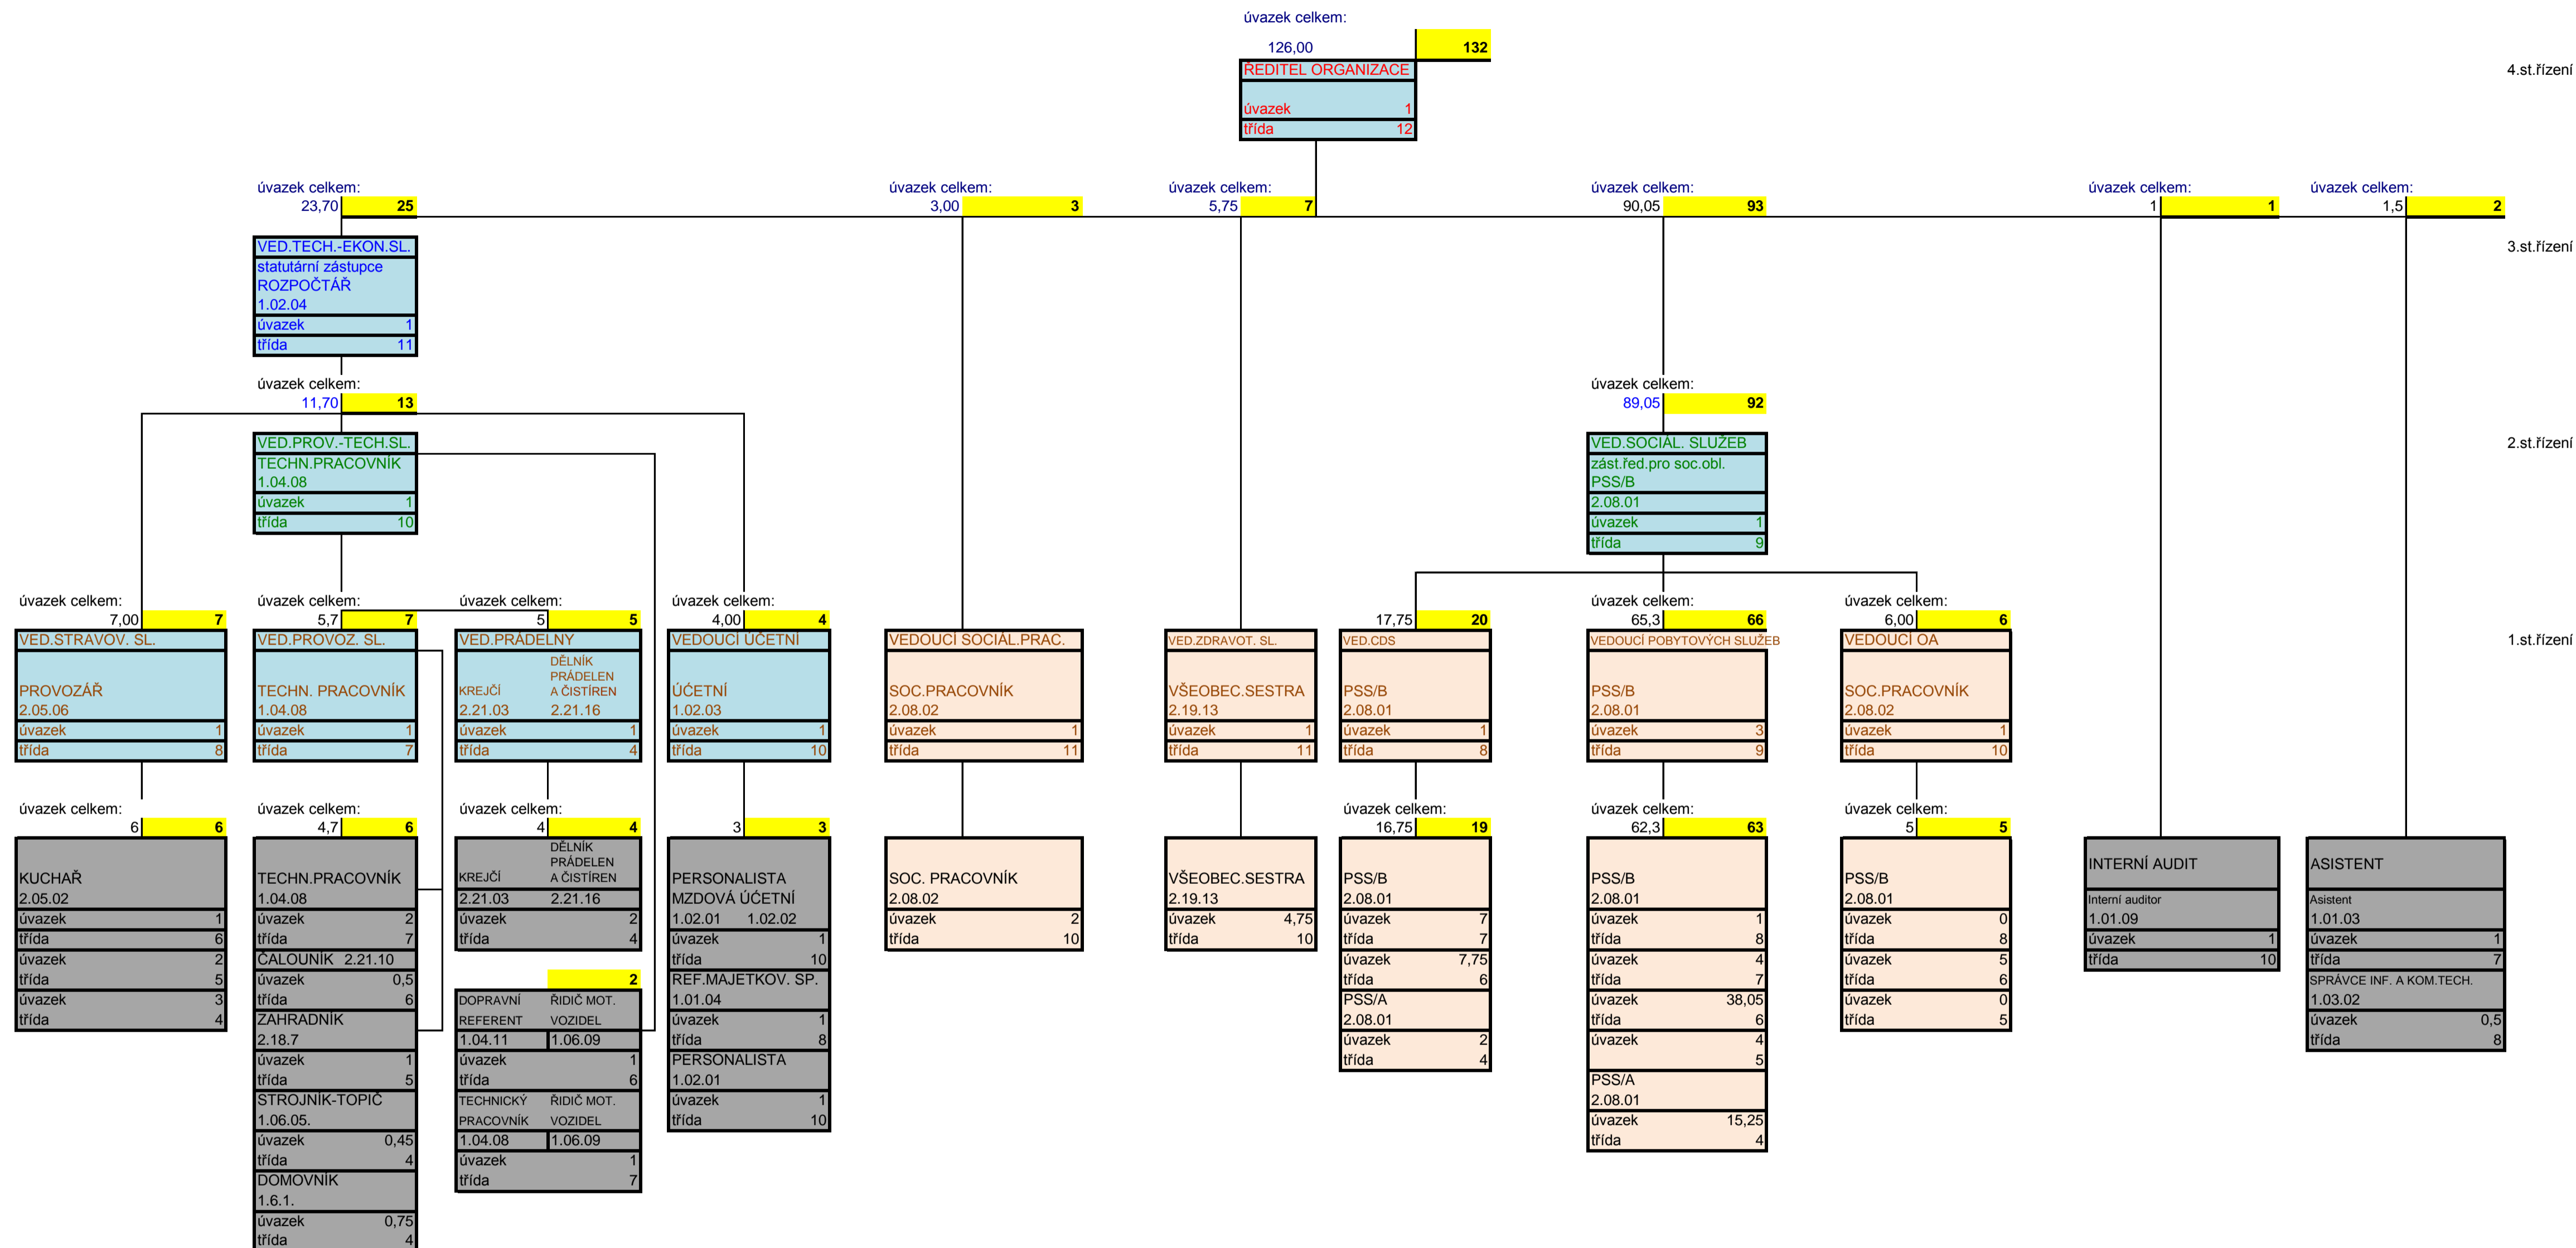 úvazek celkem:
126,00 132
ŘEDITEL ORGANIZACE
4.st.řízení
úvazek 1
třída 12
úvazek celkem: úvazek celkem: úvazek celkem: úvazek celkem: úvazek celkem: úvazek celkem:
23,70 25 3,00 3 5,75 7 90,05 93 1 1 1,5 2
3.st.řízení
VED.TECH.-EKON.SL.
statutární zástupce
ROZPOČTÁŘ
1.02.04
úvazek 1
třída 11
úvazek celkem: úvazek celkem:
11,70 13 89,05 92
2.st.řízení
VED.PROV.-TECH.SL.
TECHN.PRACOVNÍK
1.04.08
úvazek 1
třída 10
VED.SOCIÁL. SLUŽEB
zást.řed.pro soc.obl.
PSS/B
2.08.01
úvazek 1
třída 9
1.st.řízení
úvazek celkem:
7,00 7
VED.STRAVOV. SL.
PROVOZÁŘ
2.05.06
úvazek 1
třída 8
úvazek celkem:
5,7 7
VED.PROVOZ. SL.
TECHN. PRACOVNÍK
1.04.08
úvazek 1
třída 7
úvazek celkem:
5 5
VED.PRÁDELNY
DĚLNÍK
PRÁDELEN
KREJČÍ A ČISTÍREN
2.21.03 2.21.16
úvazek 1
třída 4
úvazek celkem:
4,00 4
VEDOUCÍ ÚČETNÍ
ÚČETNÍ
1.02.03
úvazek 1
třída 10
VEDOUCÍ SOCIÁL.PRAC.
SOC.PRACOVNÍK
2.08.02
úvazek 1
třída 11
VED.ZDRAVOT. SL.
VŠEOBEC.SESTRA
2.19.13
úvazek 1
třída 11
17,75 20
VED.CDS
PSS/B
2.08.01
úvazek 1
třída 8
úvazek celkem:
65,3 66
VEDOUCÍ POBYTOVÝCH SLUŽEB
PSS/B
2.08.01
úvazek 3
třída 9
úvazek celkem:
6,00 6
VEDOUCÍ OA
SOC.PRACOVNÍK
2.08.02
úvazek 1
třída 10
úvazek celkem:
6 6
KUCHAŘ
2.05.02
úvazek 1
třída 6
úvazek 2
třída 5
úvazek 3
třída 4
úvazek celkem:
4,7 6
TECHN.PRACOVNÍK
1.04.08
úvazek 2
třída 7
ČALOUNÍK 2.21.10
úvazek 0,5
třída 6
ZAHRADNÍK
2.18.7
úvazek 1
třída 5
STROJNÍK-TOPIČ
1.06.05.
úvazek 0,45
třída 4
DOMOVNÍK
1.6.1.
úvazek 0,75
třída 4
úvazek celkem:
4 4
DĚLNÍK
PRÁDELEN
KREJČÍ A ČISTÍREN
2.21.03 2.21.16
úvazek 2
třída 4
2
DOPRAVNÍ ŘIDIČ MOT.
REFERENT VOZIDEL
1.04.11 1.06.09
úvazek 1
třída 6
TECHNICKÝ ŘIDIČ MOT.
PRACOVNÍK VOZIDEL
1.04.08 1.06.09
úvazek 1
třída 7
3 3
PERSONALISTA
MZDOVÁ ÚČETNÍ
1.02.01 1.02.02
úvazek 1
třída 10
REF.MAJETKOV. SP.
1.01.04
úvazek 1
třída 8
PERSONALISTA
1.02.01
úvazek 1
třída 10
SOC. PRACOVNÍK
2.08.02
úvazek 2
třída 10
VŠEOBEC.SESTRA
2.19.13
úvazek 4,75
třída 10
úvazek celkem:
16,75 19
PSS/B
2.08.01
úvazek 7
třída 7
úvazek 7,75
třída 6
PSS/A
2.08.01
úvazek 2
třída 4
úvazek celkem:
62,3 63
PSS/B
2.08.01
úvazek 1
třída 8
úvazek 4
třída 7
úvazek 38,05
třída 6
úvazek 4
5
PSS/A
2.08.01
úvazek 15,25
třída 4
úvazek celkem:
5 5
PSS/B
2.08.01
úvazek 0
třída 8
úvazek 5
třída 6
úvazek 0
třída 5
INTERNÍ AUDIT
Interní auditor
1.01.09
úvazek 1
třída 10
ASISTENT
Asistent
1.01.03
úvazek 1
třída 7
SPRÁVCE INF. A KOM.TECH.
1.03.02
úvazek 0,5
třída 8